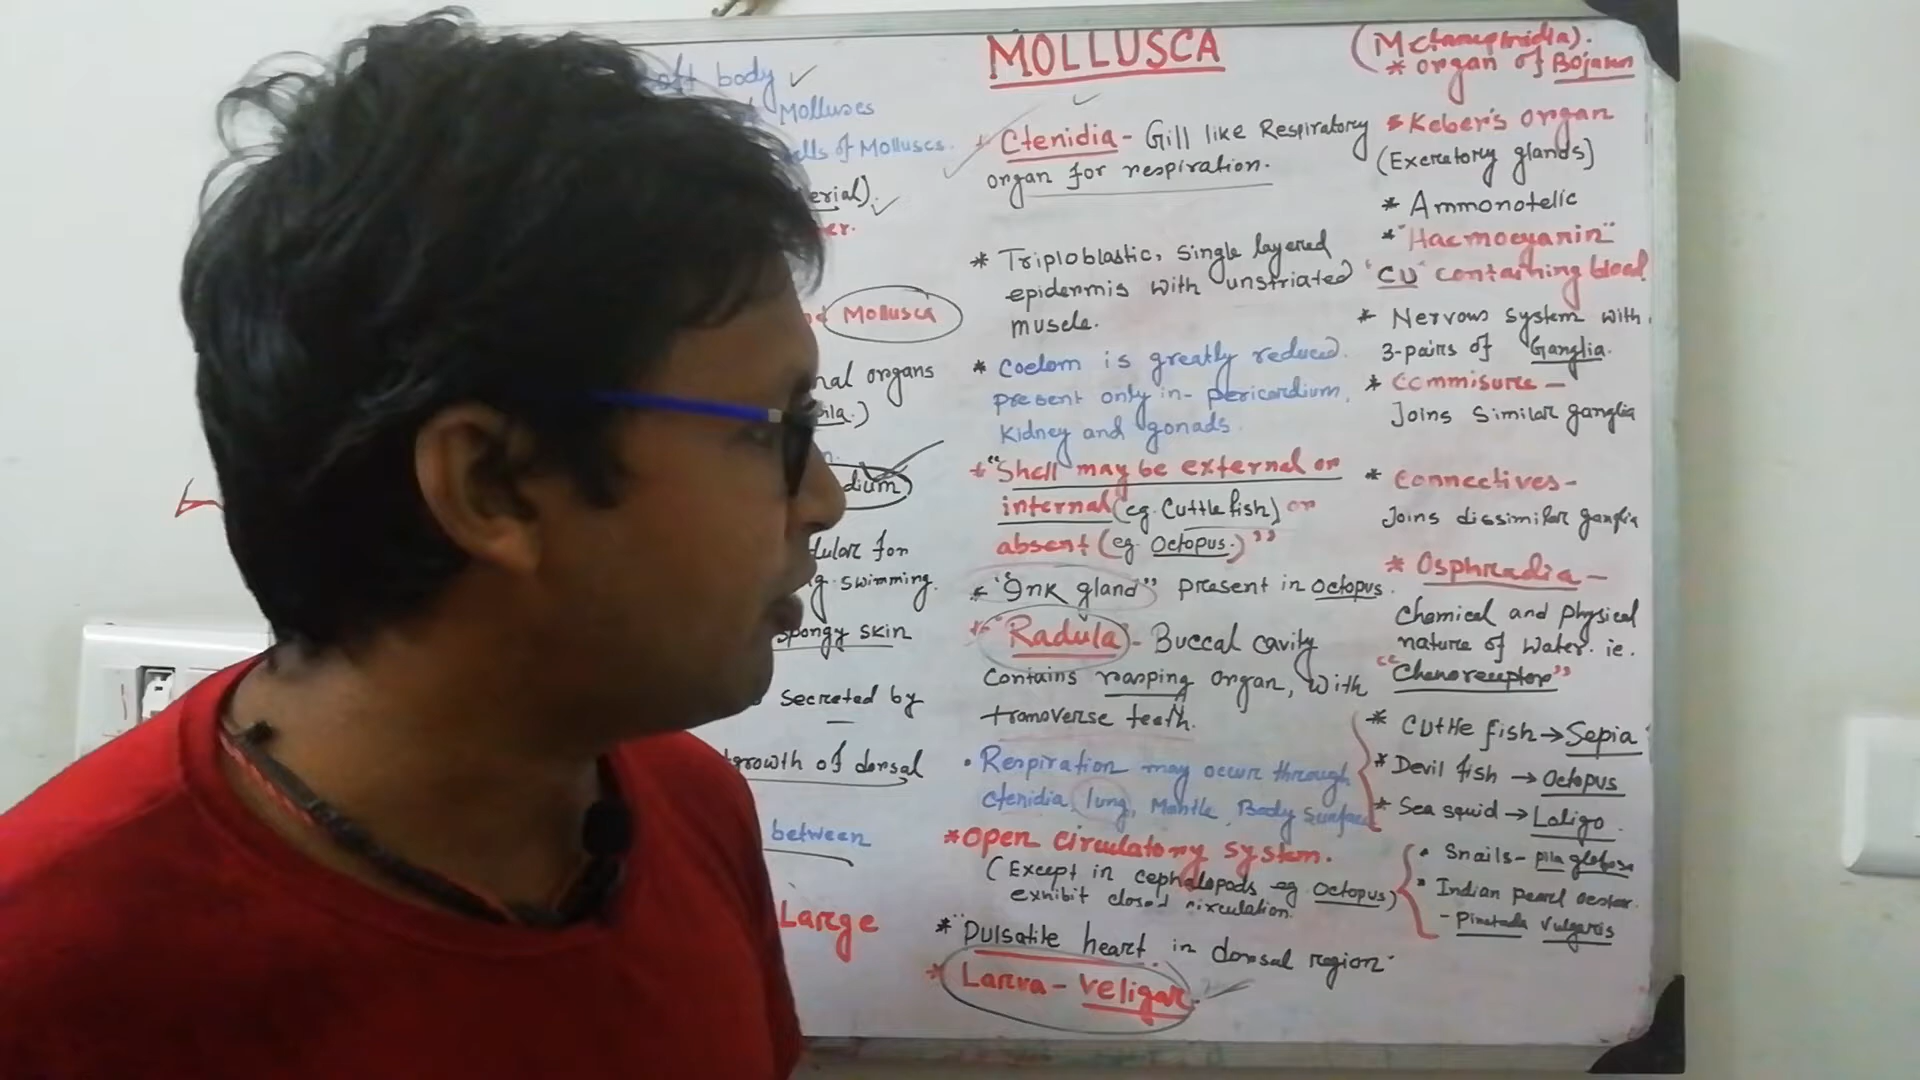 MOLLUSCA
soft body
Molluscs
of Molluscs.
Mollusca
organs
swimming.
spongy skin
secreted by
growth of dorsal
between
Large
Ctenidia - Gill like Respiratory
organ for respiration.
* Triploblastic, single layered
epidermis with unstriated
muscle.
* Coelom is greatly reduced.
present only in - pericardium,
Kidney and gonads.
* "Shell may be external or
internal (eg. Cuttle fish) or
absent (eg. Octopus.)"
* "Ink gland" present in Octopus.
* "Radula" - Buccal cavity
contains rasping organ, with
transverse teeth.
• Respiration may occur through
ctenidia, lung, Mantle, Body surface
* Open circulatory system.
(Except in cephalopods eg Octopus)
exhibit closed circulation.
* "Pulsatile heart in dorsal region.
* Larva - veligar.
* organ of Bojanus
* Keber's organ
(Excretory glands)
* Ammonotelic
* "Haemocyanin"
"CU" containing blood
* Nervous system with
3-pairs of Ganglia.
* Commisure -
Joins similar ganglia
* Connectives -
Joins dissimilar ganglia
* Osphradia -
Chemical and physical
nature of water. ie.
* Cuttle fish → Sepia
* Devil fish → Octopus
* Sea squid → Loligo.
• Snails - pila globosa
• Indian pearl
- Pinctada vulgaris